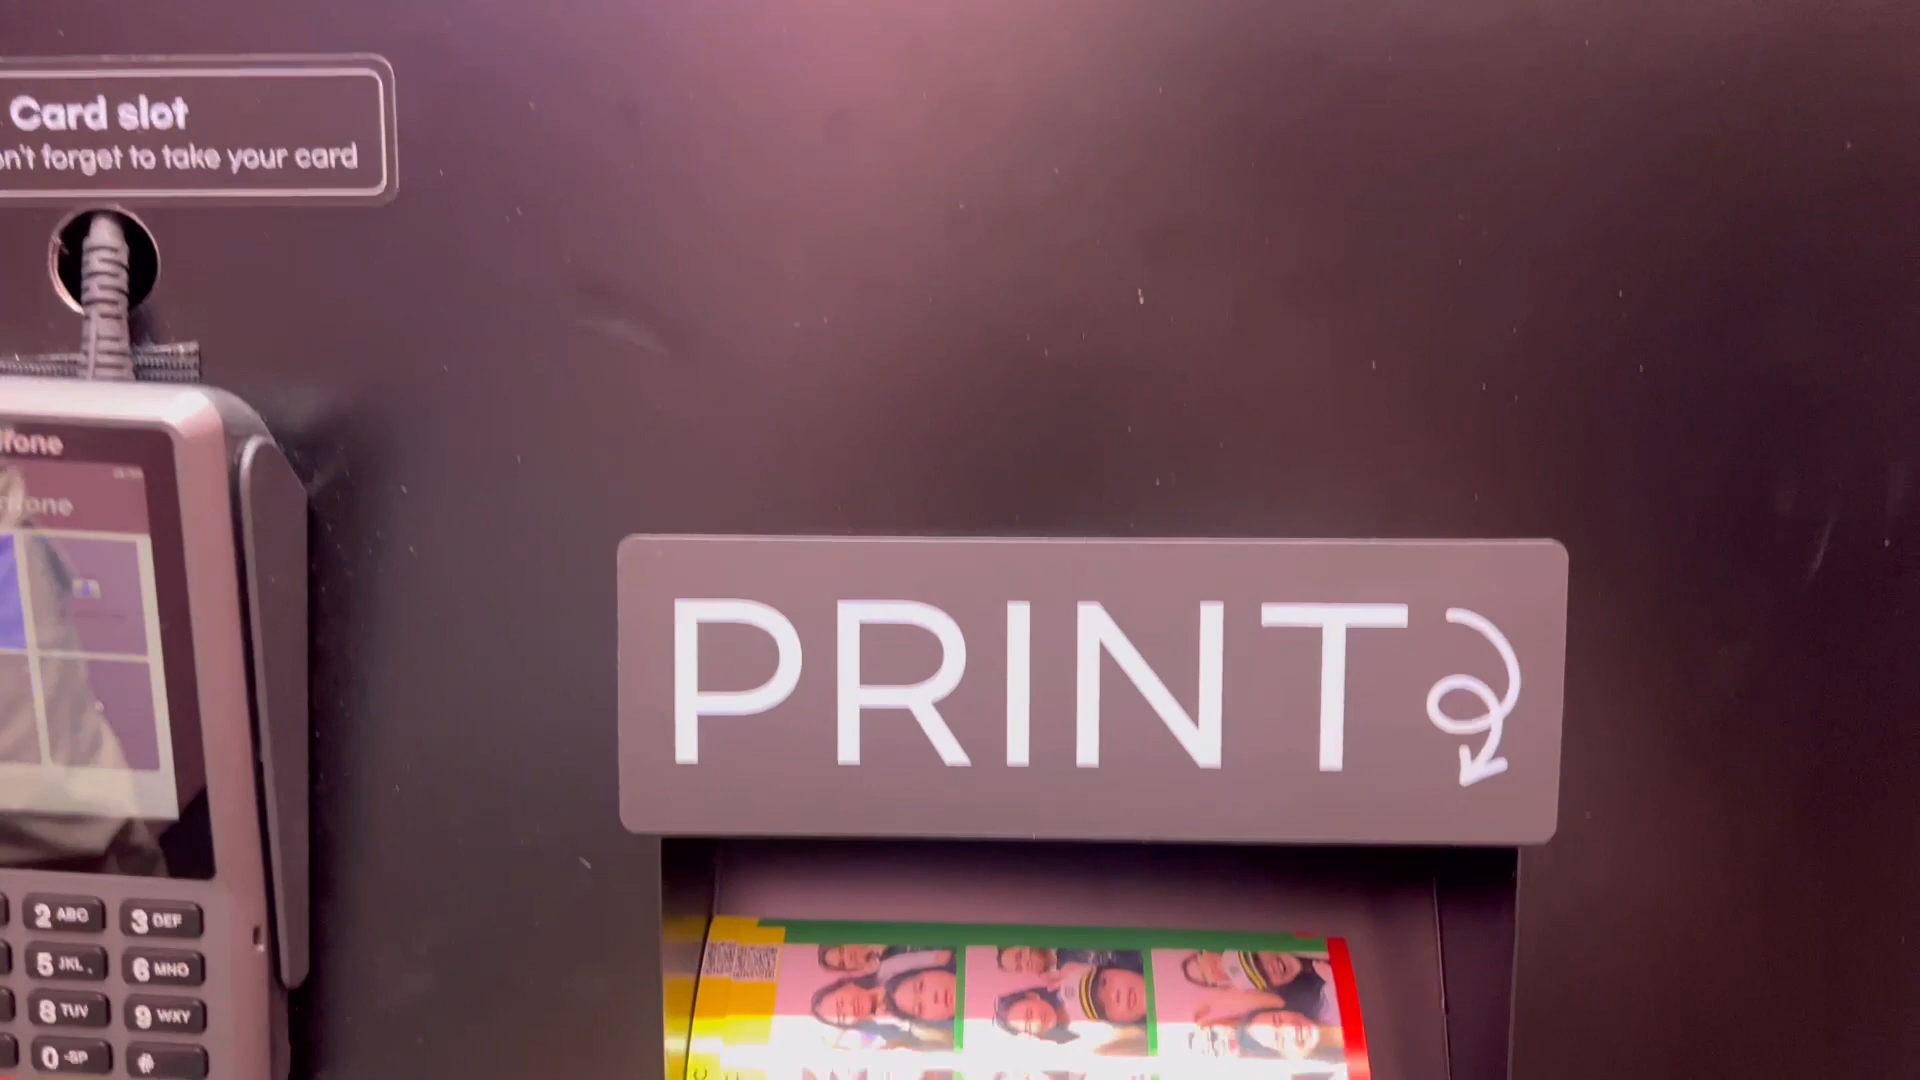 Card slot
n't forget to take your card
PRINT
2 ABC
3 DEF
5 JKL
6 MNO
8 TUV
9 WXY
0 -SP
#